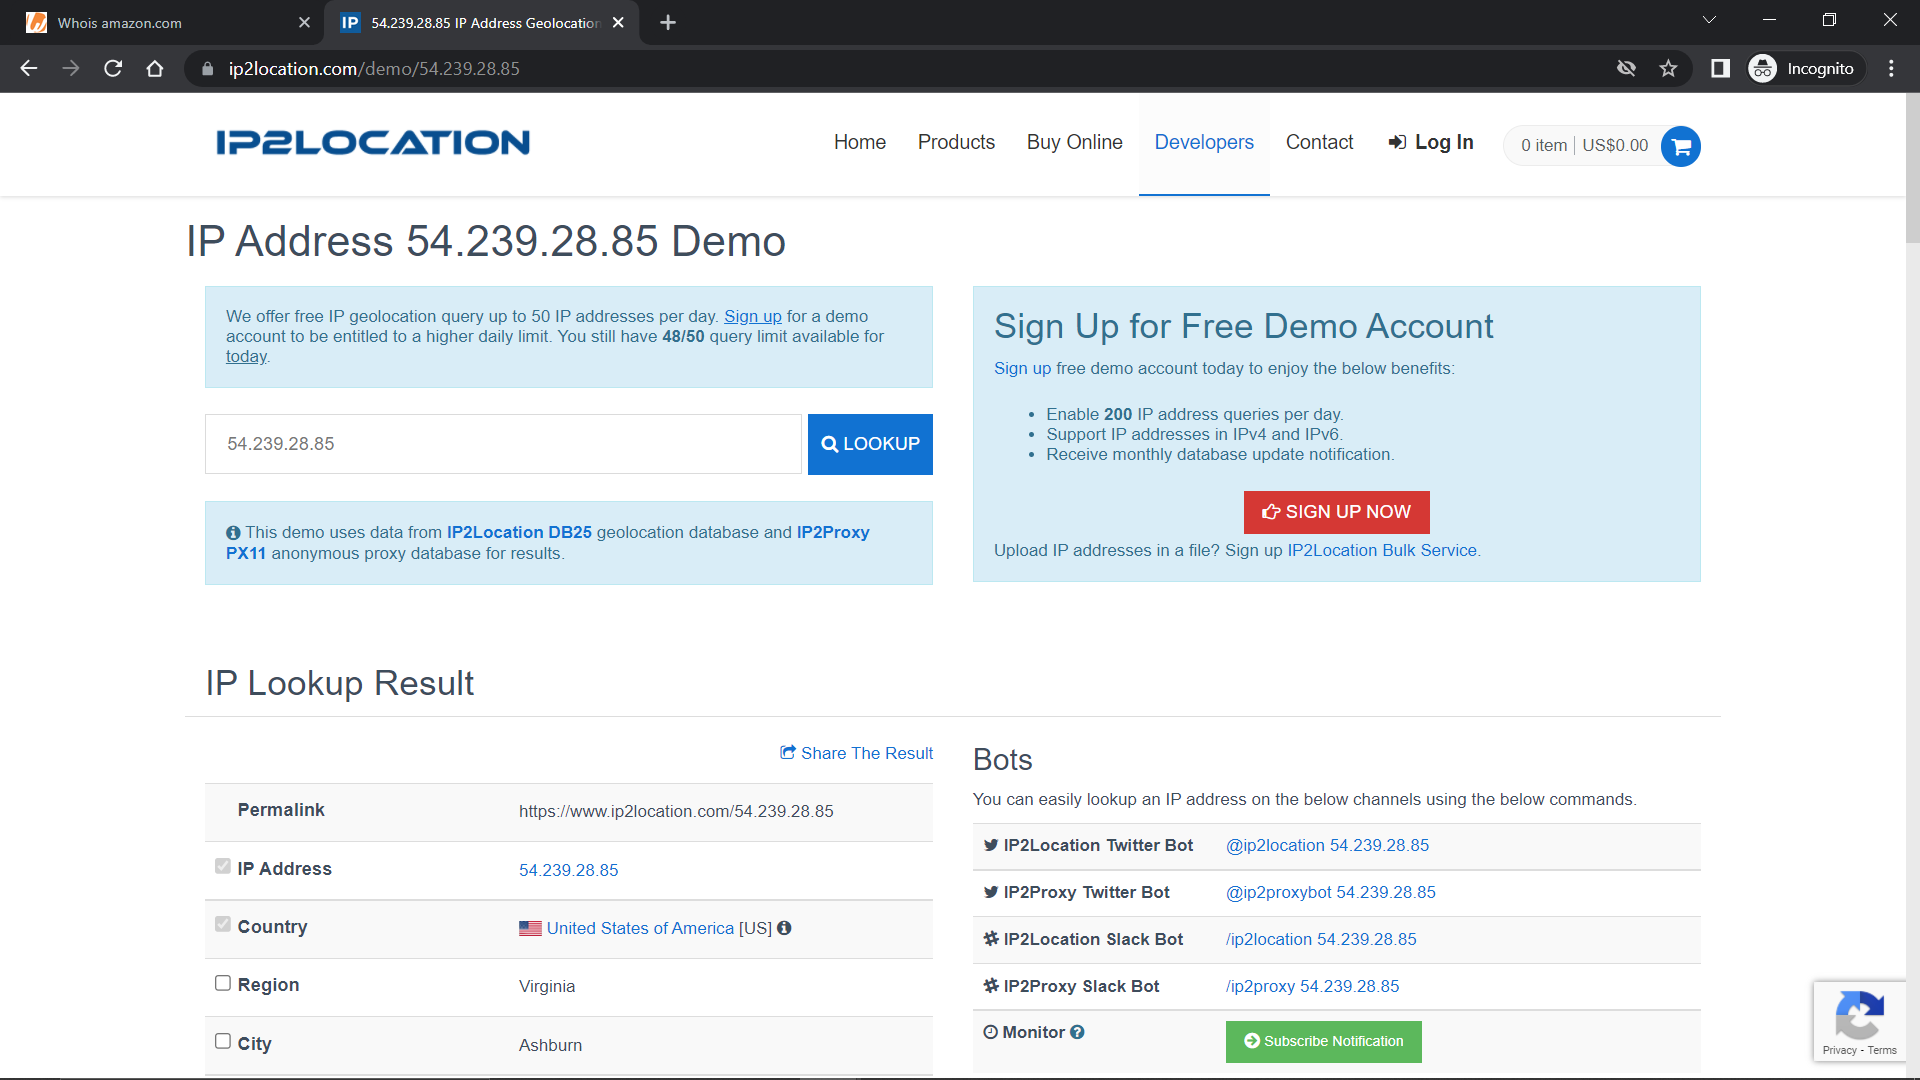 Whois amazon.com
IP 54.239.28.85 IP Address Geolocation
ip2location.com/demo/54.239.28.85
Incognito
IP2LOCATION
Home Products Buy Online Developers Contact Log In 0 item US$0.00
IP Address 54.239.28.85 Demo
We offer free IP geolocation query up to 50 IP addresses per day. Sign up for a demo
account to be entitled to a higher daily limit. You still have 48/50 query limit available for
today.
54.239.28.85
LOOKUP
This demo uses data from IP2Location DB25 geolocation database and IP2Proxy
PX11 anonymous proxy database for results.
Sign Up for Free Demo Account
Sign up free demo account today to enjoy the below benefits:
• Enable 200 IP address queries per day.
• Support IP addresses in IPv4 and IPv6.
• Receive monthly database update notification.
SIGN UP NOW
Upload IP addresses in a file? Sign up IP2Location Bulk Service.
IP Lookup Result
Share The Result
Permalink https://www.ip2location.com/54.239.28.85
IP Address 54.239.28.85
Country United States of America [US]
Region Virginia
City Ashburn
Bots
You can easily lookup an IP address on the below channels using the below commands.
IP2Location Twitter Bot @ip2location 54.239.28.85
IP2Proxy Twitter Bot @ip2proxybot 54.239.28.85
IP2Location Slack Bot /ip2location 54.239.28.85
IP2Proxy Slack Bot /ip2proxy 54.239.28.85
Monitor Subscribe Notification
Privacy - Terms